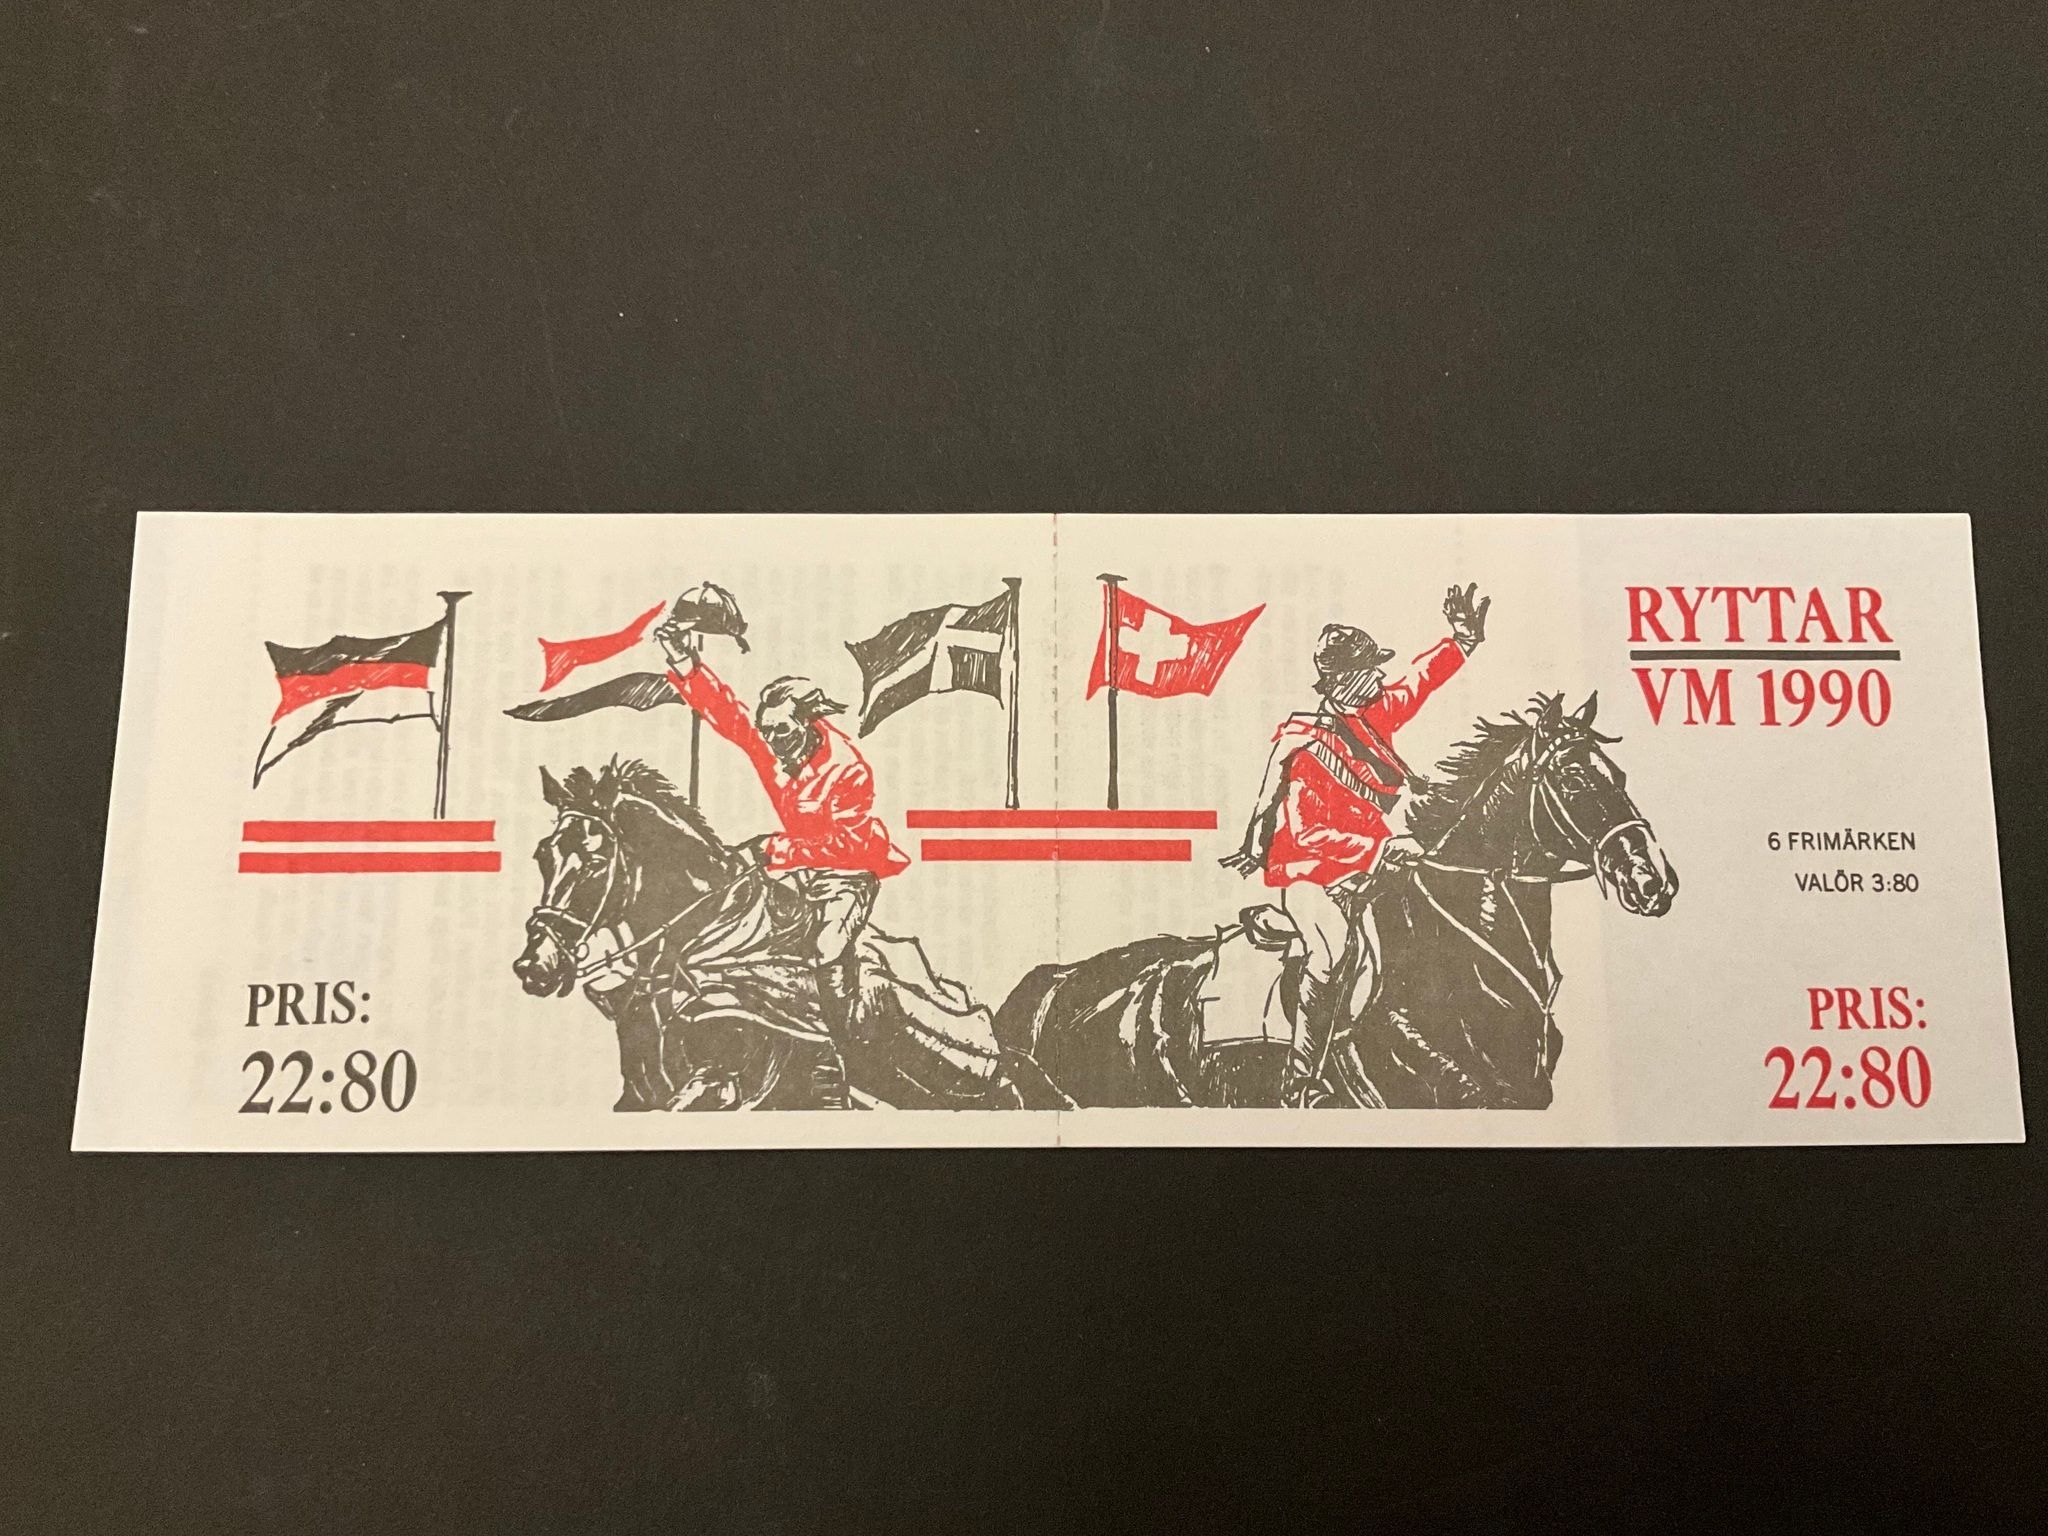 RYTTAR
VM 1990
6 FRIMÄRKEN
VALÖR 3:80
PRIS:
22:80
PRIS:
22:80